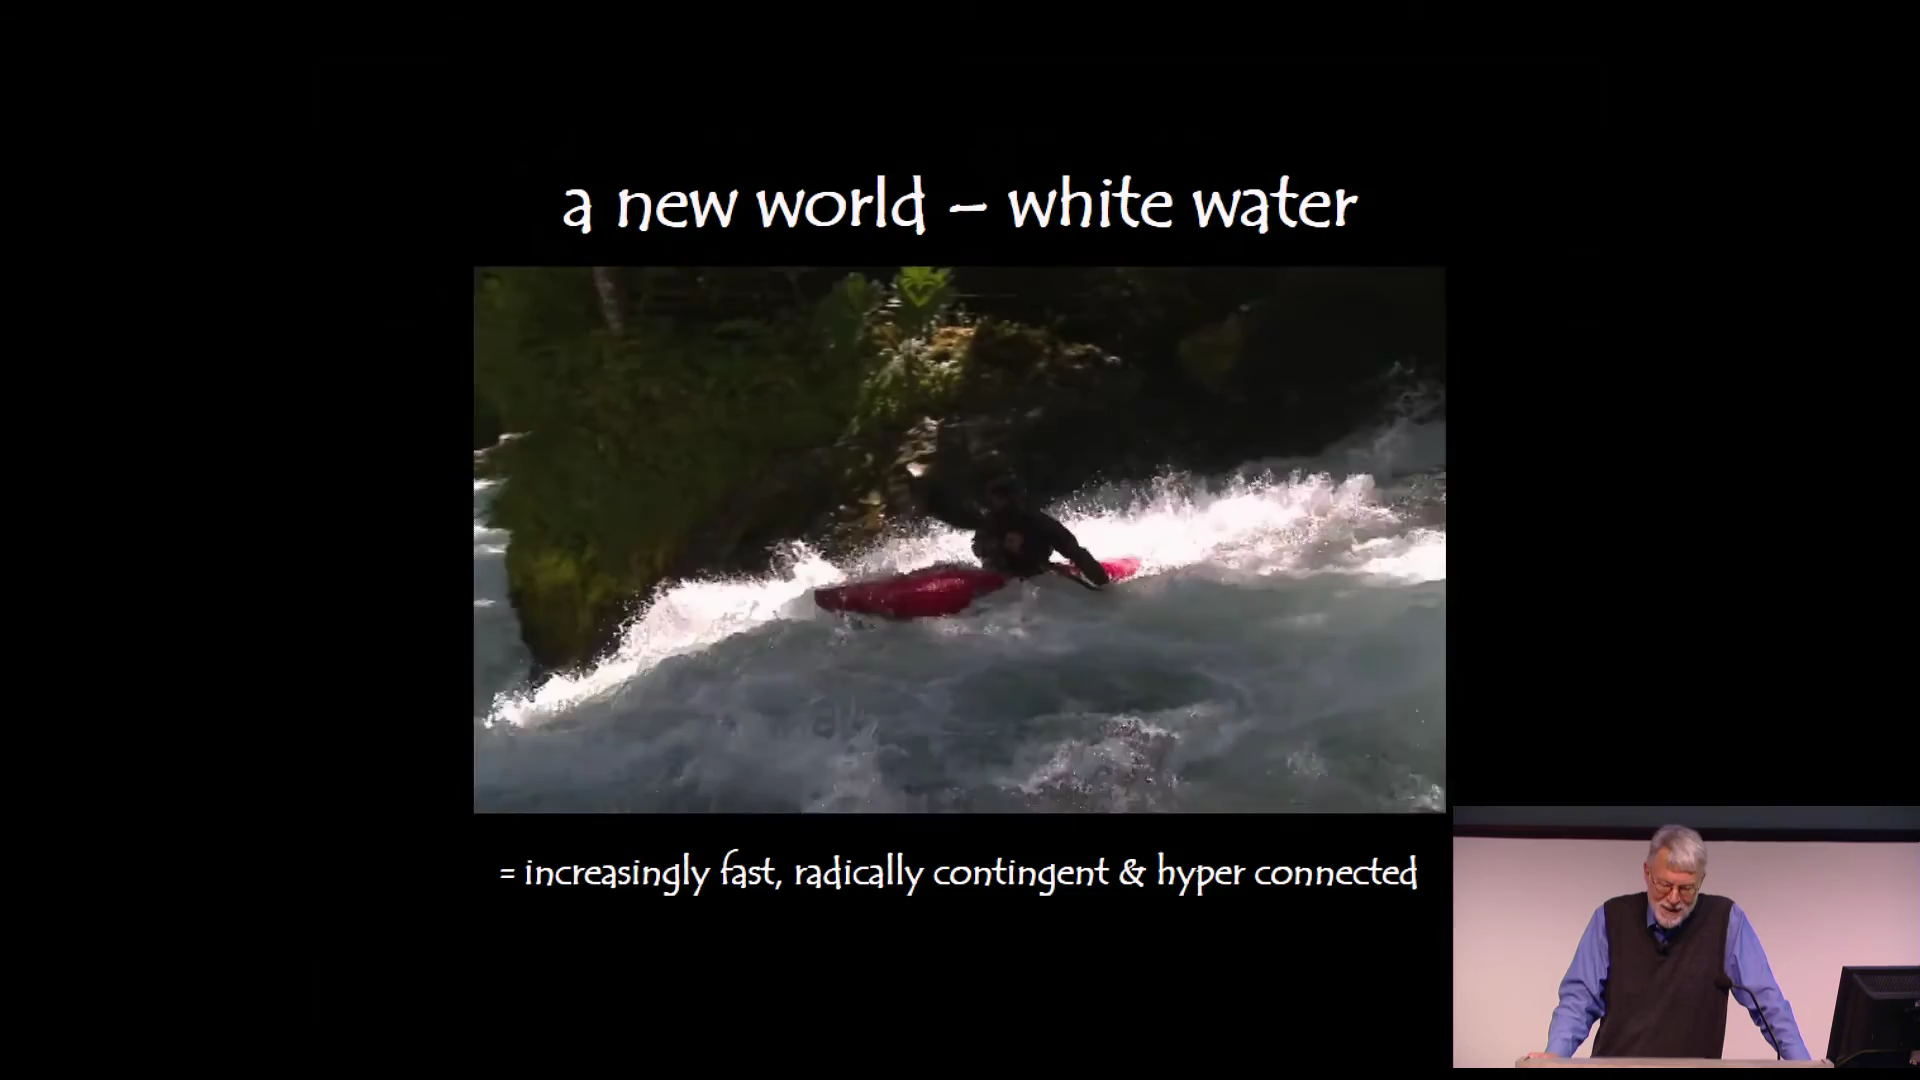 a new world – white water
= increasingly fast, radically contingent & hyper connected